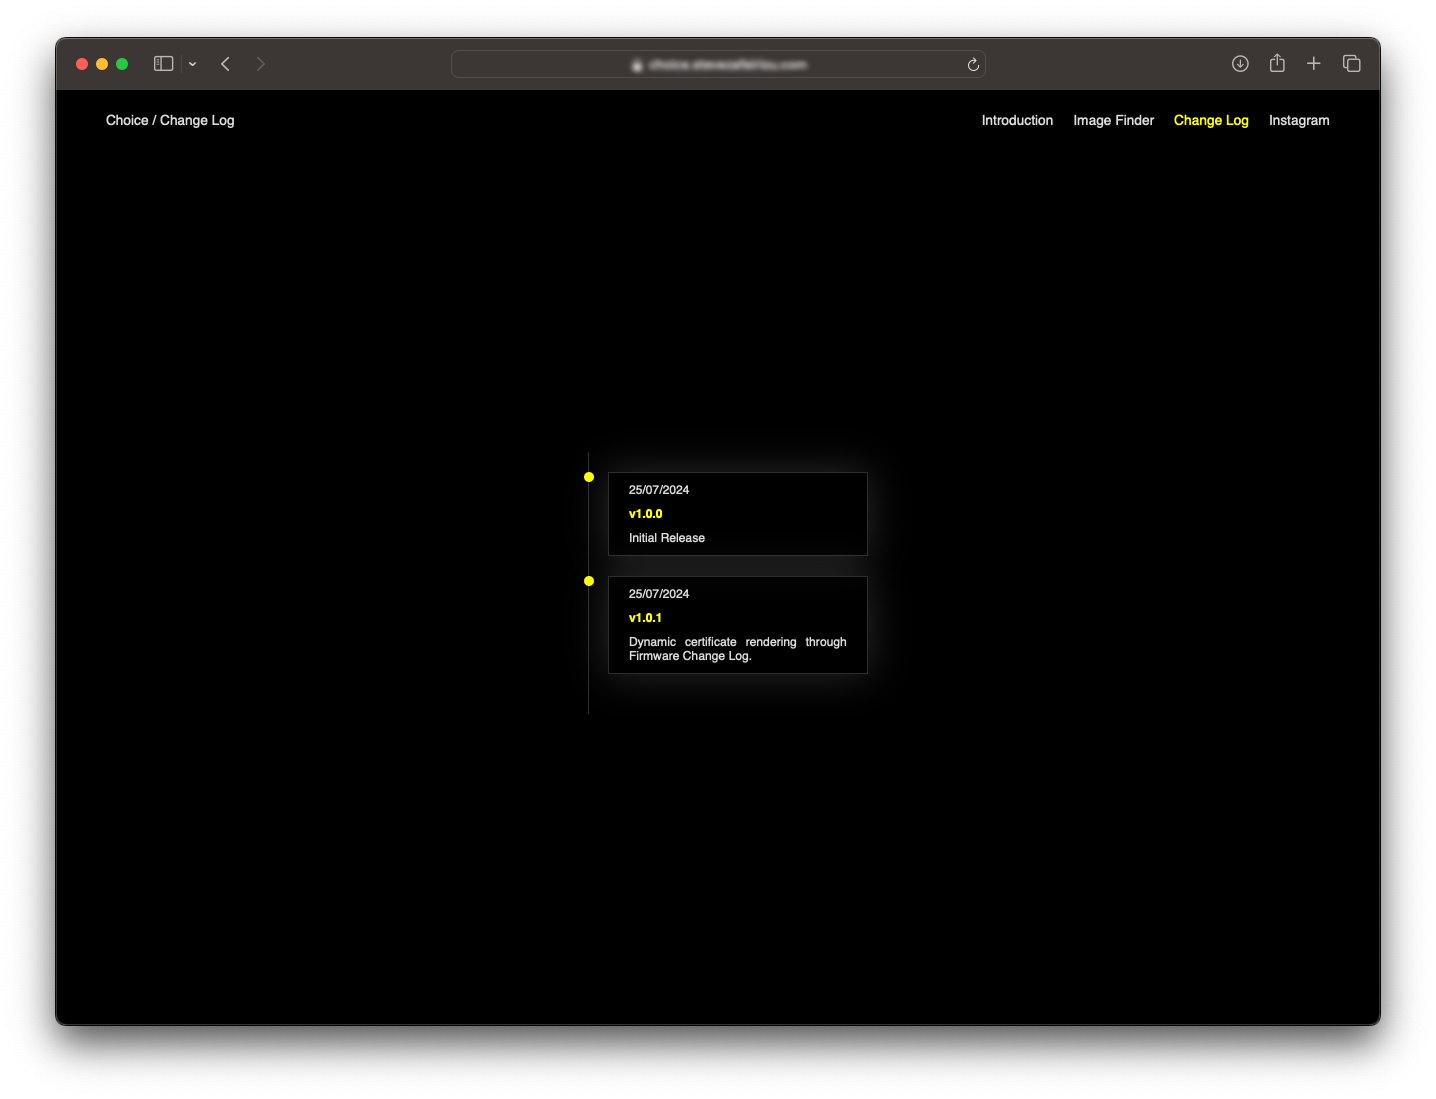 Choice / Change Log
Introduction Image Finder Change Log Instagram
25/07/2024
v1.0.0
Initial Release
25/07/2024
v1.0.1
Dynamic certificate rendering through
Firmware Change Log.